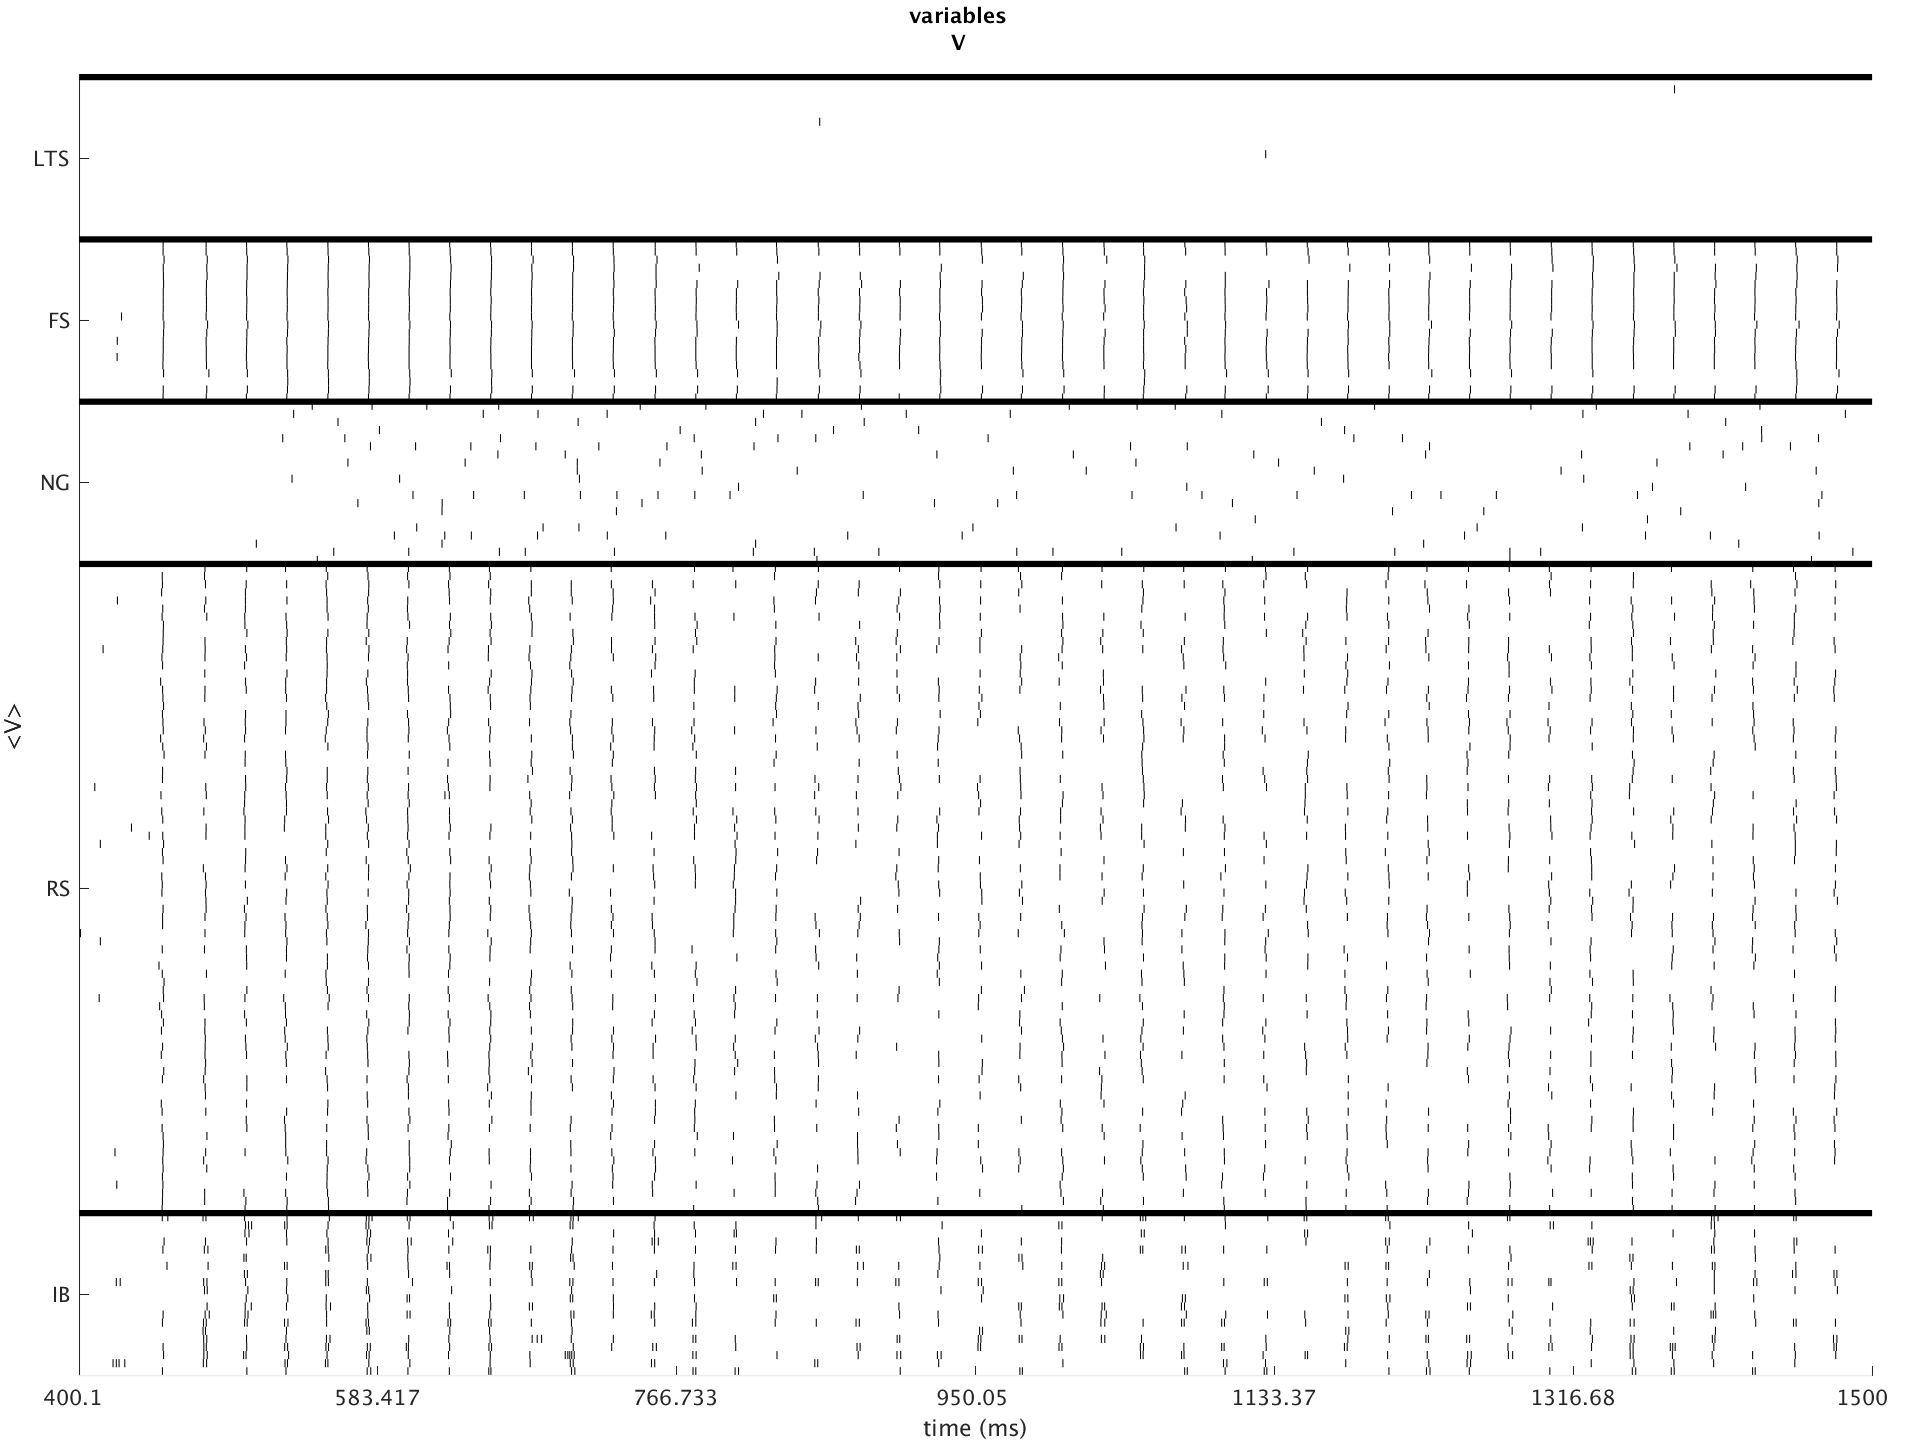 variables
V
LTS
FS
NG
<V>
RS
IB
400.1 583.417 766.733 950.05 1133.37 1316.68 1500
time (ms)